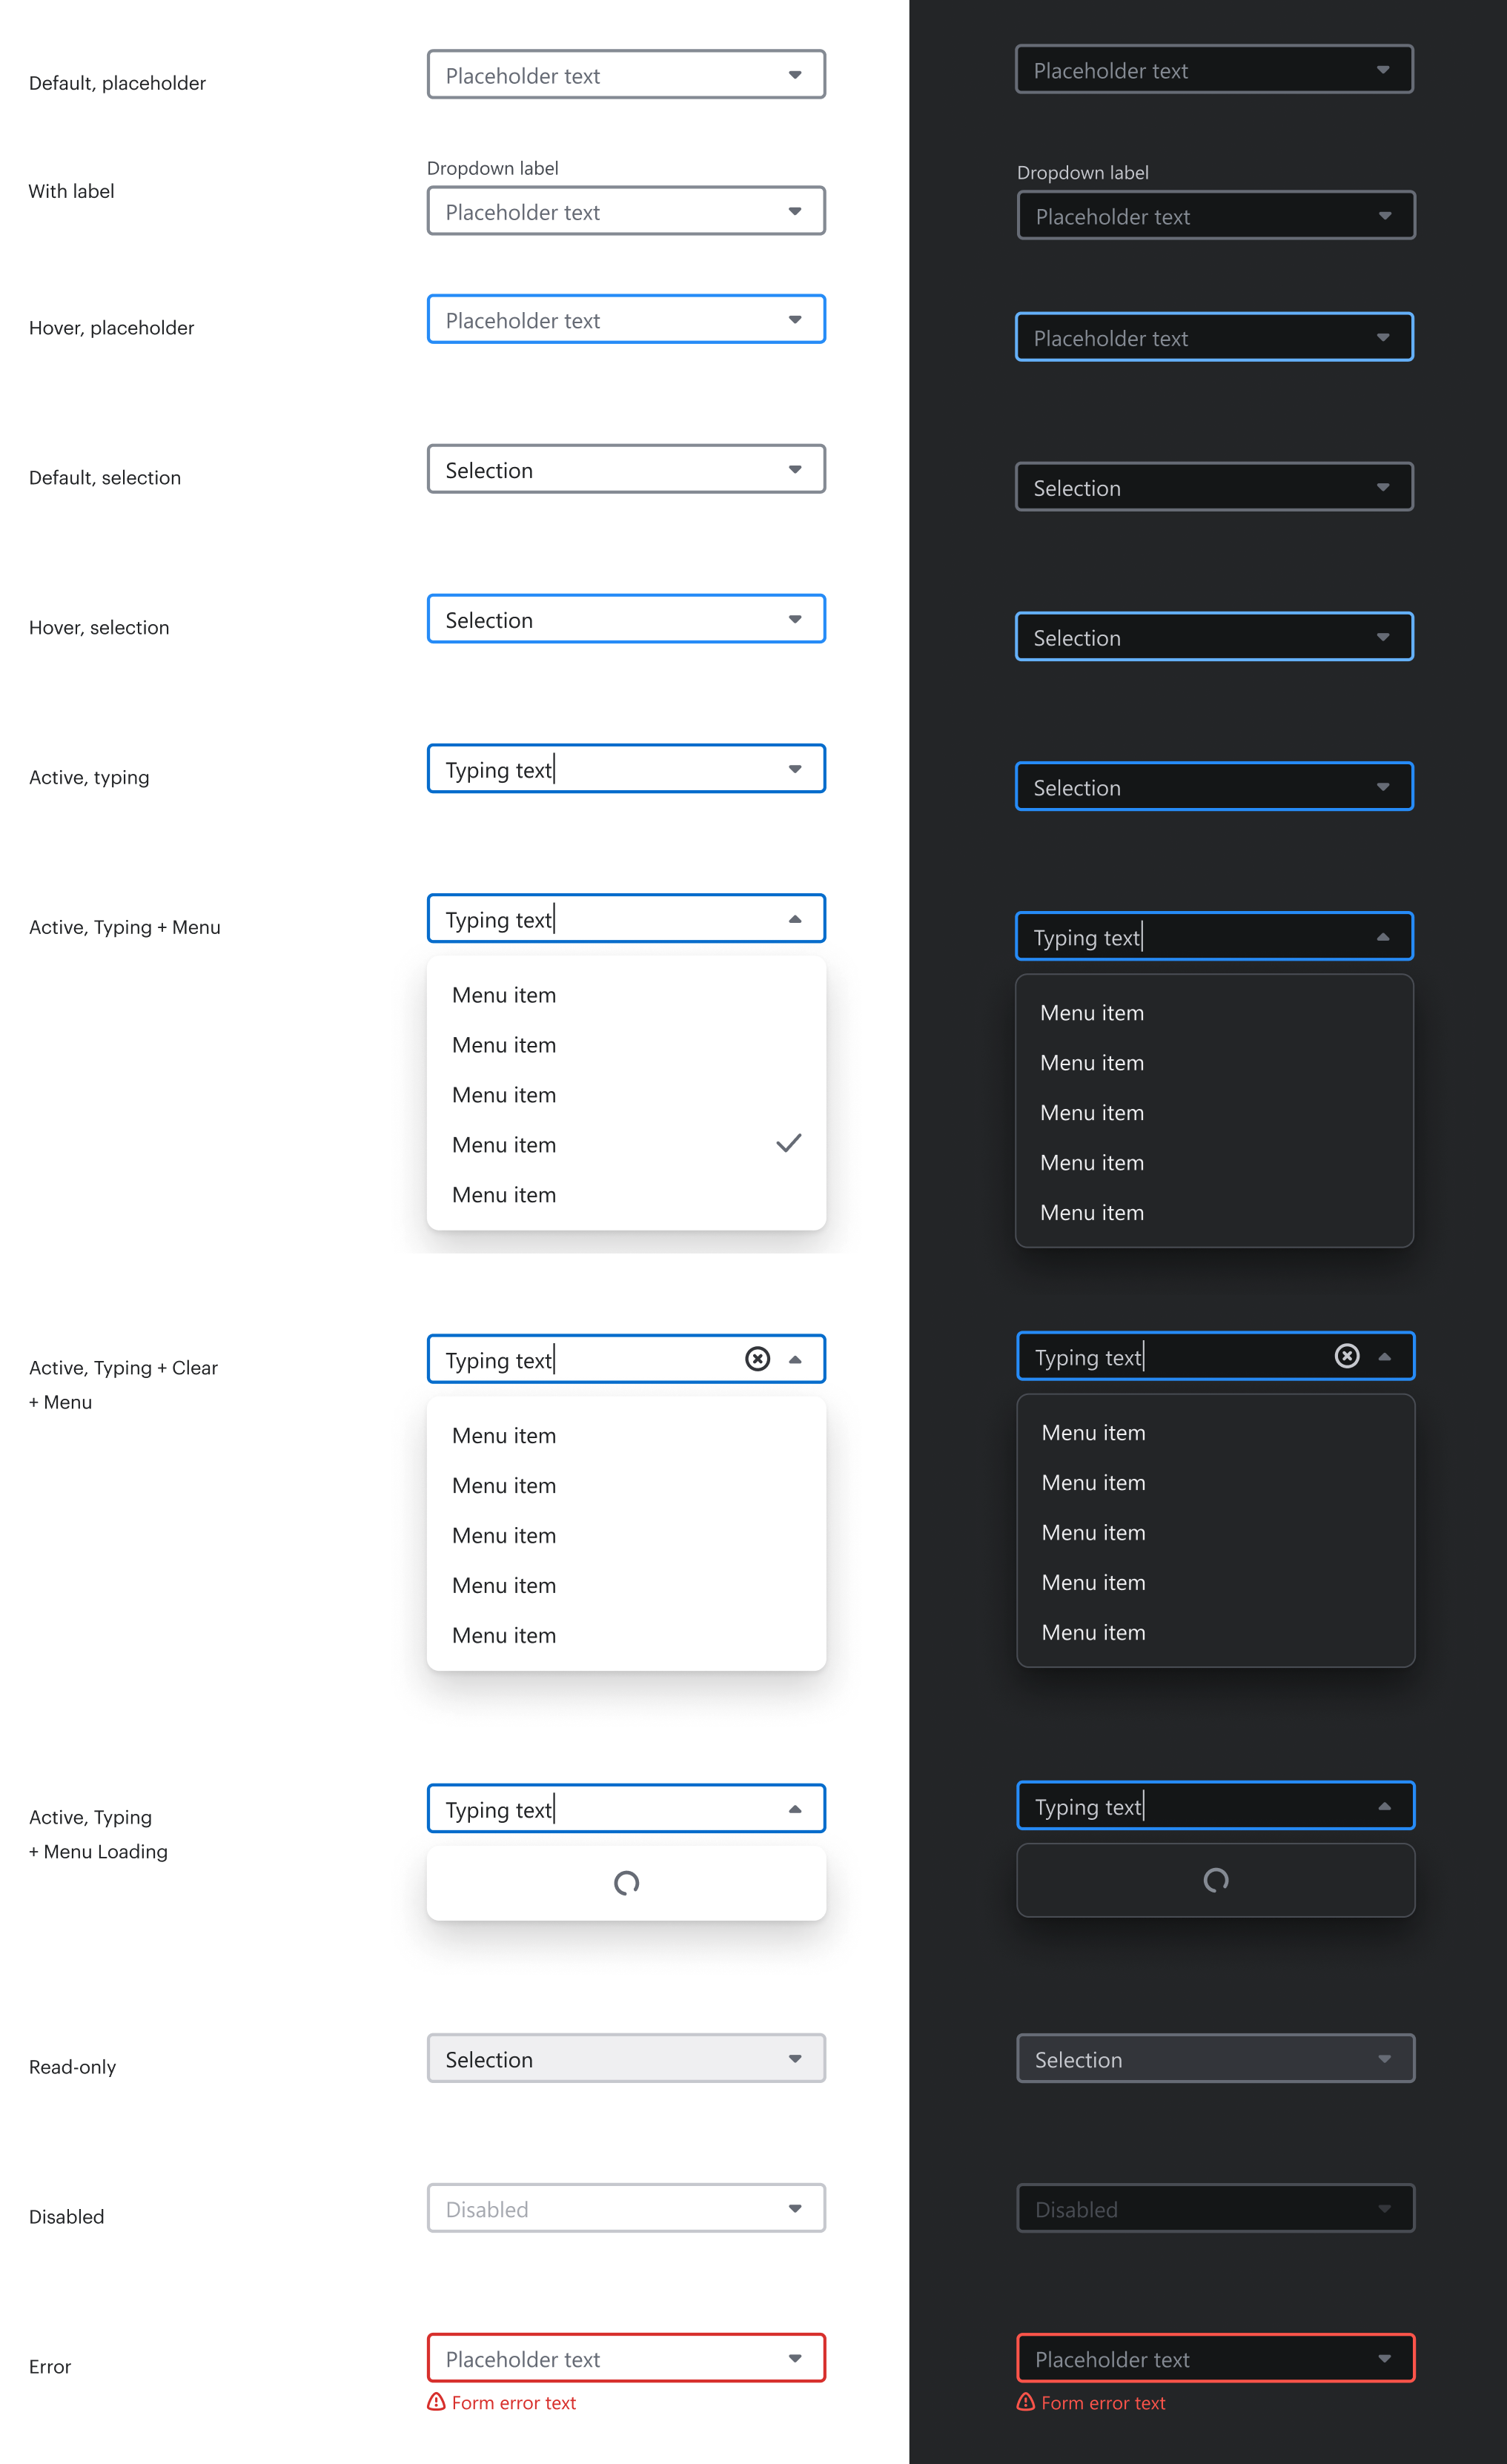 Default, placeholder
Placeholder text
Placeholder text
With label
Dropdown label
Placeholder text
Dropdown label
Placeholder text
Hover, placeholder
Placeholder text
Placeholder text
Default, selection
Selection
Selection
Hover, selection
Selection
Selection
Active, typing
Typing text
Selection
Active, Typing + Menu
Typing text
Menu item
Menu item
Menu item
Menu item
Menu item
Typing text
Menu item
Menu item
Menu item
Menu item
Menu item
Active, Typing + Clear
+ Menu
Typing text
Menu item
Menu item
Menu item
Menu item
Menu item
Typing text
Menu item
Menu item
Menu item
Menu item
Menu item
Active, Typing
+ Menu Loading
Typing text
Typing text
Read-only
Selection
Selection
Disabled
Disabled
Disabled
Error
Placeholder text
Form error text
Placeholder text
Form error text